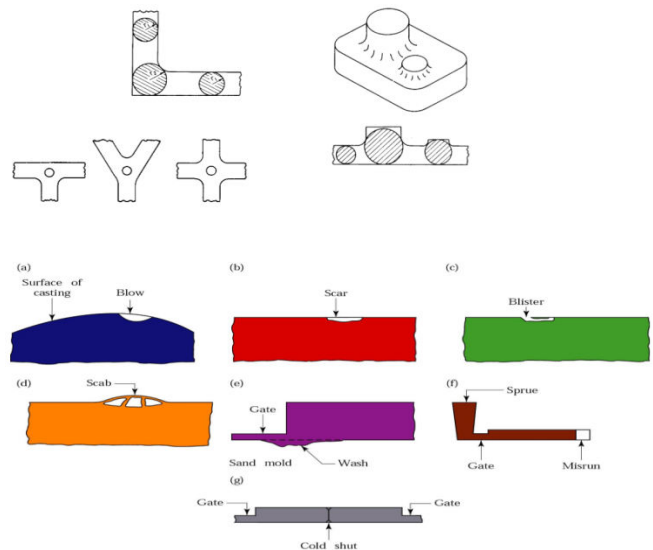 (a)
(b)
(c)
Surface of
casting
Blow
Scar
Blister
(d)
Scab
(e)
Gate
Sand mold
Wash
(f)
Sprue
Gate
Misrun
(g)
Gate
Gate
Cold shut